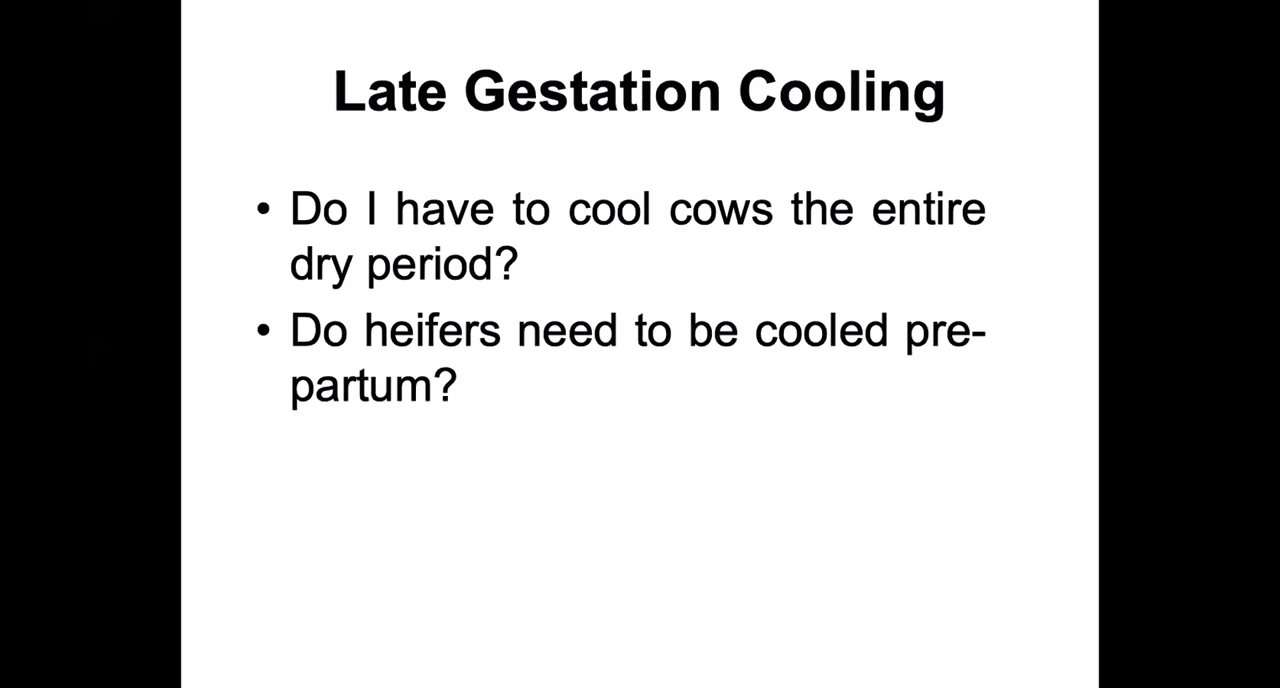 Late Gestation Cooling
• Do I have to cool cows the entire
dry period?
• Do heifers need to be cooled pre-
partum?